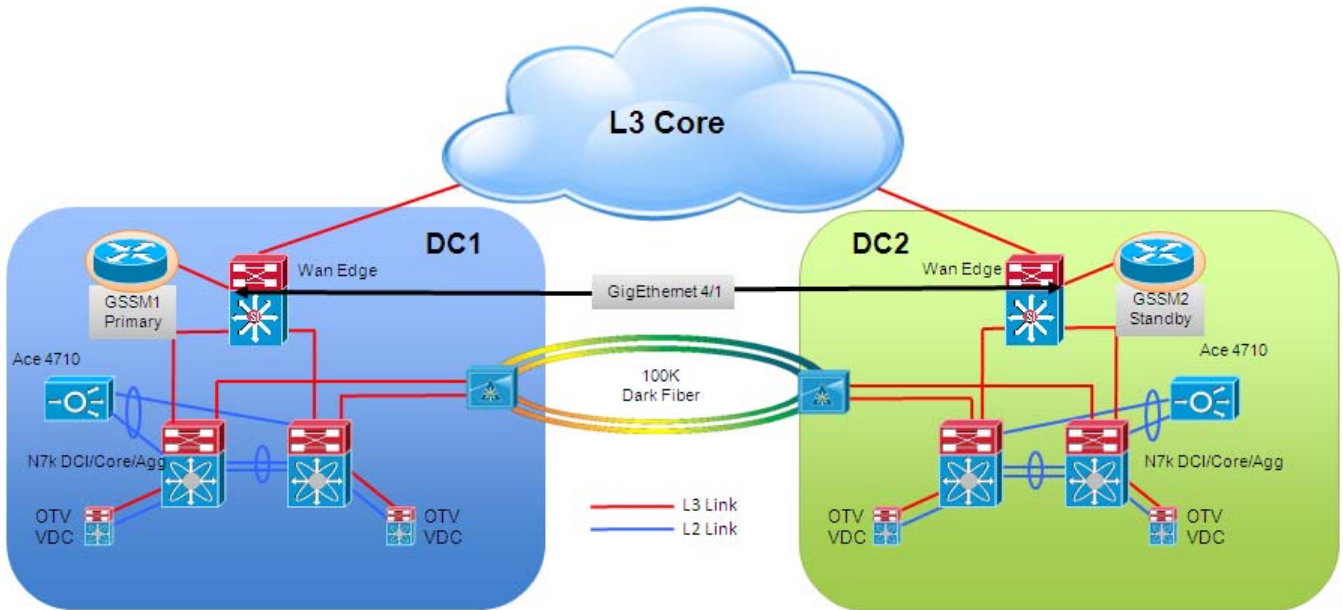 L3 Core
DC1
DC2
Wan Edge
Wan Edge
GSSM1
Primary
GigEthernet 4/1
GSSM2
Standby
Ace 4710
Ace 4710
100K
Dark Fiber
N7k DCI/Core/Agg
N7k DCI/Core/Agg
OTV
VDC
OTV
VDC
L3 Link
L2 Link
OTV
VDC
OTV
VDC
SI
SI